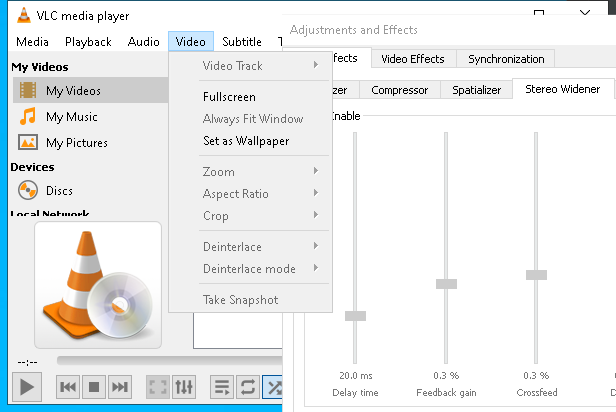 VLC media player
Media Playback Audio Video Subtitle T
My Videos
My Videos
My Music
My Pictures
Devices
Discs
Local Network
--:--
Video Track
Fullscreen
Always Fit Window
Set as Wallpaper
Zoom
Aspect Ratio
Crop
Deinterlace
Deinterlace mode
Take Snapshot
Adjustments and Effects
ffects Video Effects Synchronization
zer Compressor Spatializer Stereo Widener
Enable
20.0 ms 0.3 % 0.3 %
Delay time Feedback gain Crossfeed